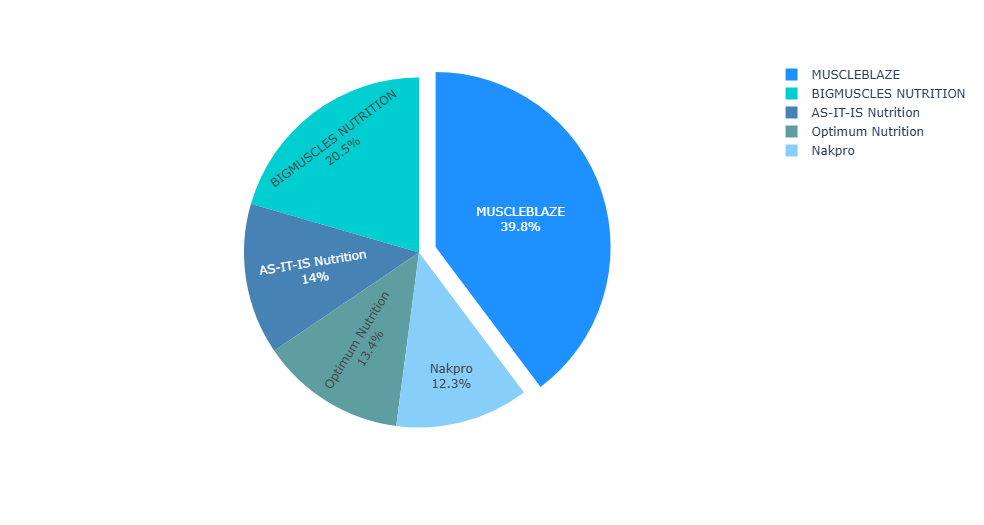 MUSCLEBLAZE
39.8%
BIGMUSCLES NUTRITION
20.5%
AS-IT-IS Nutrition
14%
Optimum Nutrition
13.4%
Nakpro
12.3%
MUSCLEBLAZE
BIGMUSCLES NUTRITION
AS-IT-IS Nutrition
Optimum Nutrition
Nakpro